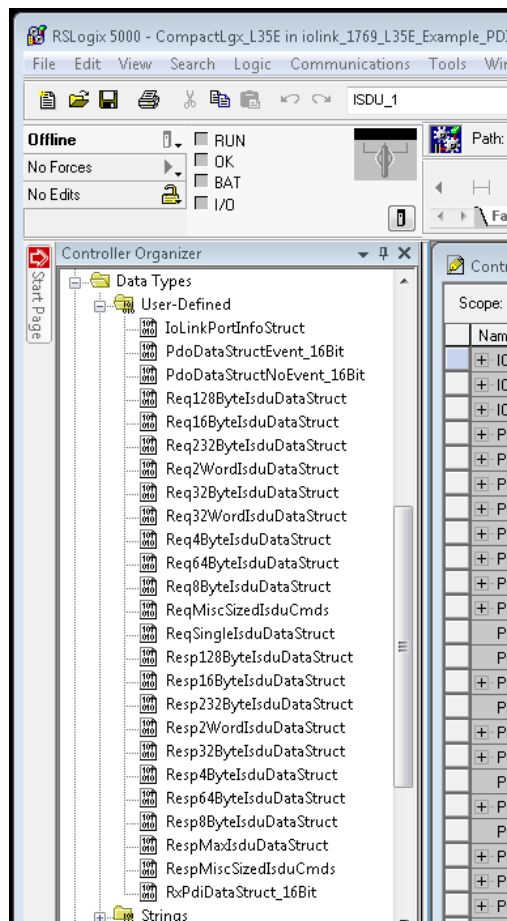 RSLogix 5000 - CompactLgx_L35E in iolink_1769_L35E_Example_PD
File Edit View Search Logic Communications Tools
ISDU_1
Offline
RUN
Path:
No Forces
OK
No Edits
BAT
I/O
Start Page
Controller Organizer
Data Types
User-Defined
Scope:
IoLinkPortInfoStruct
PdoDataStructEvent_16Bit
PdoDataStructNoEvent_16Bit
Req128ByteIsduDataStruct
Req16ByteIsduDataStruct
Req232ByteIsduDataStruct
Req2WordIsduDataStruct
Req32ByteIsduDataStruct
Req32WordIsduDataStruct
Req4ByteIsduDataStruct
Req64ByteIsduDataStruct
Req8ByteIsduDataStruct
ReqMiscSizedIsduCmds
ReqSingleIsduDataStruct
Resp128ByteIsduDataStruct
Resp16ByteIsduDataStruct
Resp232ByteIsduDataStruct
Resp2WordIsduDataStruct
Resp32ByteIsduDataStruct
Resp4ByteIsduDataStruct
Resp64ByteIsduDataStruct
Resp8ByteIsduDataStruct
RespMaxIsduDataStruct
RespMiscSizedIsduCmds
RxPdiDataStruct_16Bit
Strings